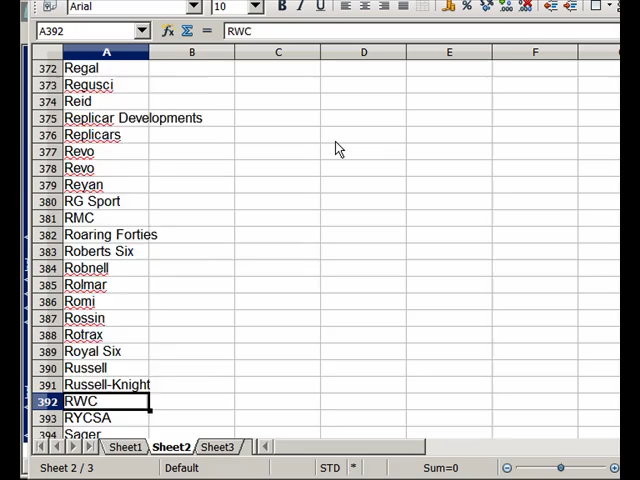 Arial 10 B I U
A392 RWC
A B C D E F
372 Regal
373 Regusci
374 Reid
375 Replicar Developments
376 Replicars
377 Revo
378 Revo
379 Reyan
380 RG Sport
381 RMC
382 Roaring Forties
383 Roberts Six
384 Robnell
385 Rolmar
386 Romi
387 Rossin
388 Rotrax
389 Royal Six
390 Russell
391 Russell-Knight
392 RWC
393 RYCSA
394 Sager
Sheet1 Sheet2 Sheet3
Sheet 2 / 3 Default STD * Sum=0